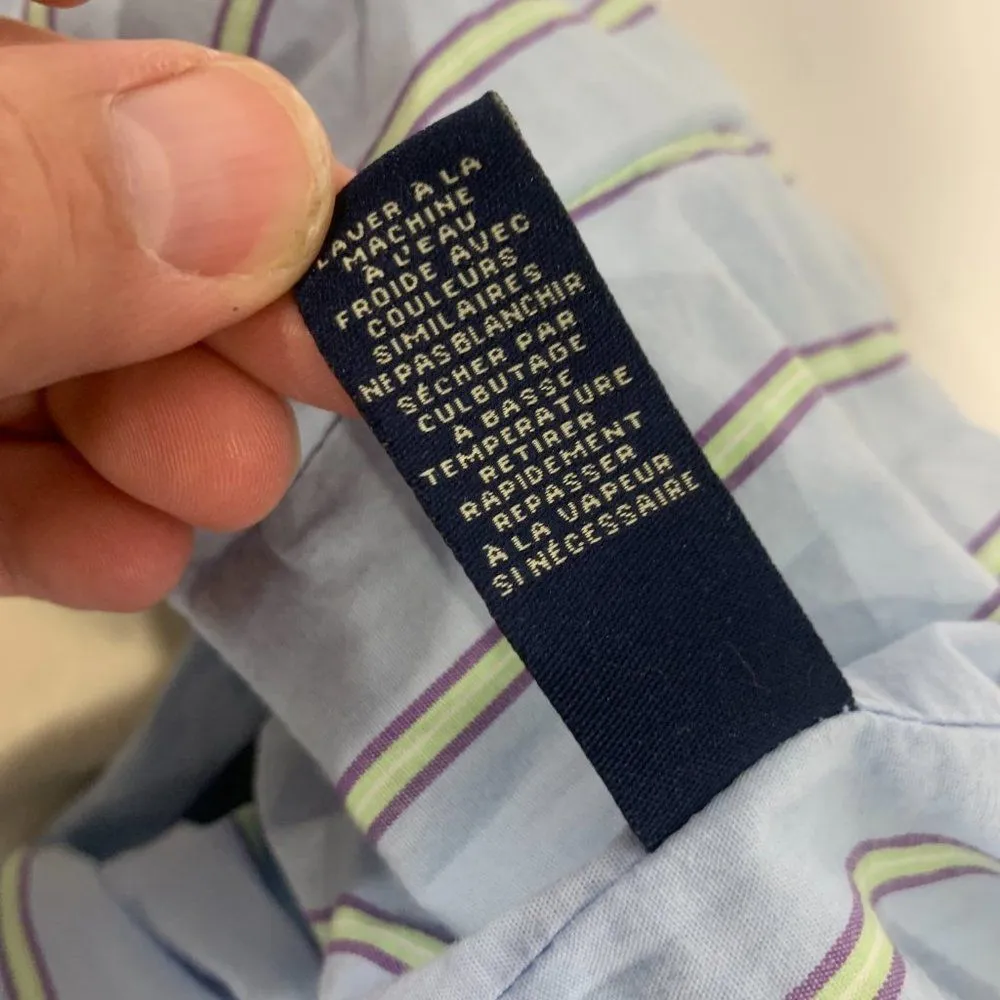 LAVER À LA
MACHINE
À L'EAU
FROIDE AVEC
COULEURS
SIMILAIRES
NE PAS BLANCHIR
SÉCHER PAR
CULBUTAGE
A BASSE
TEMPERATURE
RETIRER
RAPIDEMENT
REPASSER
À LA VAPEUR
SI NÉCESSAIRE